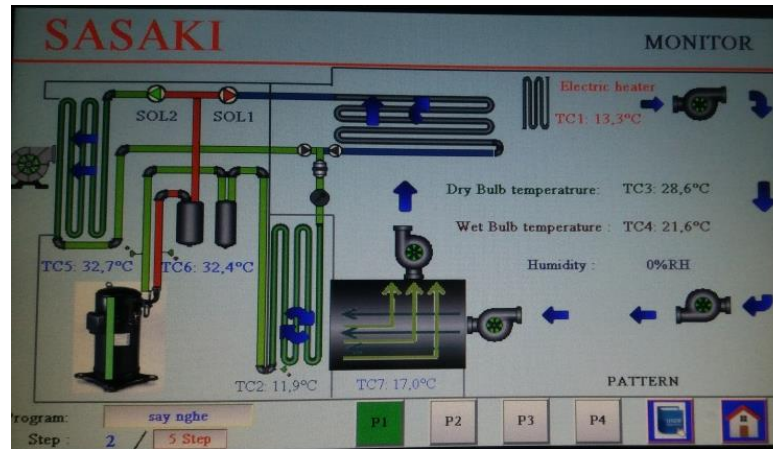 SASAKI
MONITOR
Electric heater
SOL2 SOL1
TC1: 13,3°C
Dry Bulb temperatrure: TC3: 28,6°C
Wet Bulb temperature : TC4: 21,6°C
TC5: 32,7°C TC6: 32,4°C
Humidity : 0%RH
TC2: 11,9°C TC7: 17,0°C
PATTERN
Program: say nghe
P1 P2 P3 P4
Step : 2 / 5 Step